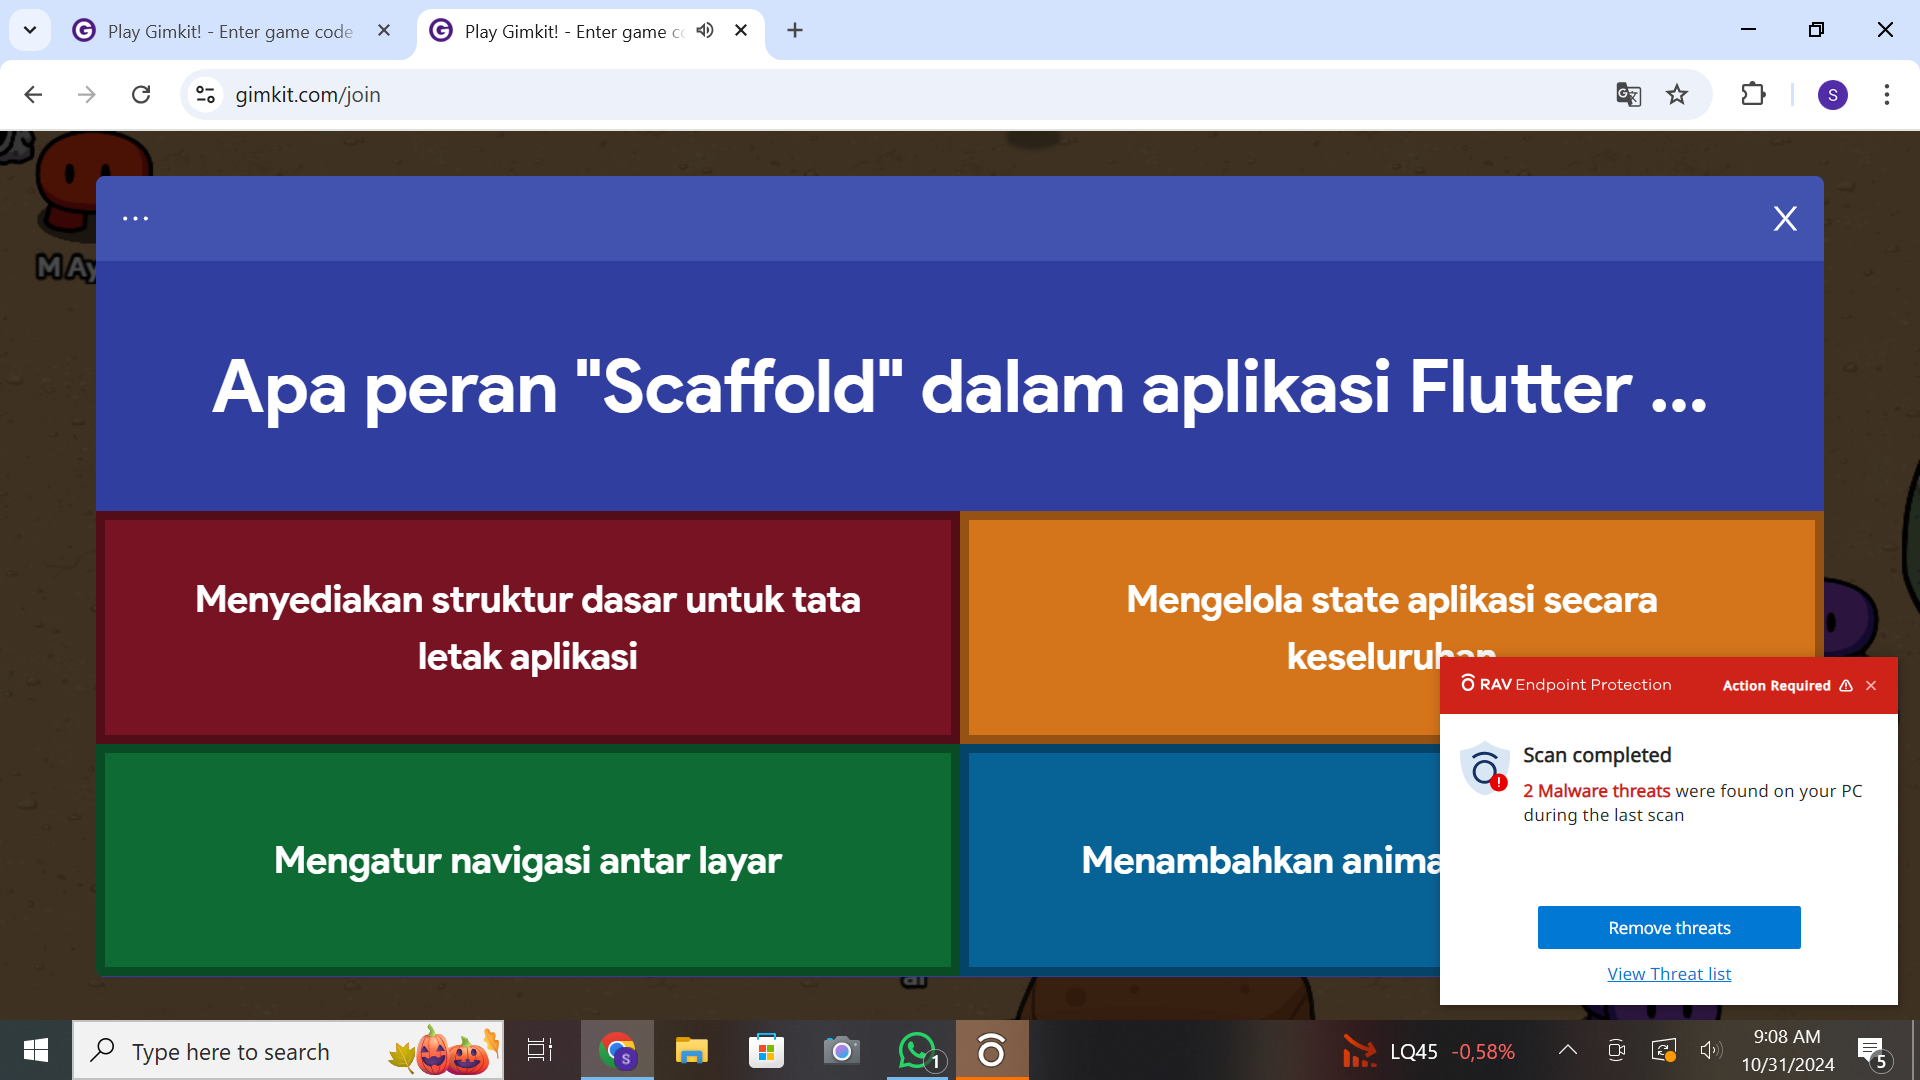 Play Gimkit! - Enter game code
Play Gimkit! - Enter game co
gimkit.com/join
S
M Ay
...
X
Apa peran "Scaffold" dalam aplikasi Flutter ...
Menyediakan struktur dasar untuk tata
letak aplikasi
Mengelola state aplikasi secara
keseluruhan
Mengatur navigasi antar layar
Menambahkan anima
RAV Endpoint Protection
Action Required
Scan completed
2 Malware threats were found on your PC
during the last scan
Remove threats
View Threat list
Type here to search
S
1
LQ45 -0,58%
9:08 AM
10/31/2024
5